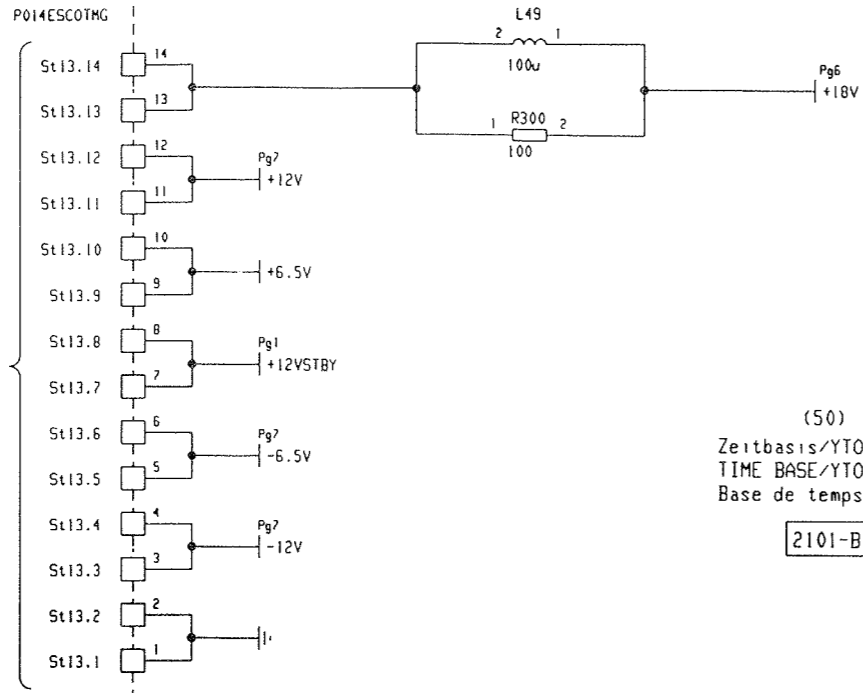 P014ESCOTMG
L49
2 1
100u
St13.14 14
Pg6
+18V
St13.13 13
R300
1 2
100
St13.12 12
Pg7
+12V
St13.11 11
St13.10 10
+6.5V
St13.9 9
St13.8 8
Pg1
+12VSTBY
St13.7 7
St13.6 6
Pg7
-6.5V
St13.5 5
St13.4 4
Pg7
-12V
St13.3 3
St13.2 2
St13.1 1
(50)
Zeitbasis/YTO
TIME BASE/YTO
Base de temps
2101-B